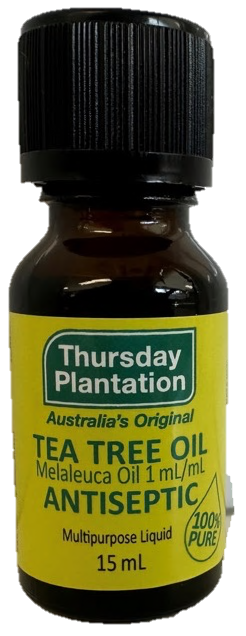 Thursday
Plantation
Australia's Original
TEA TREE OIL
Melaleuca Oil 1 mL/mL
ANTISEPTIC
100%
PURE
Multipurpose Liquid
15 mL